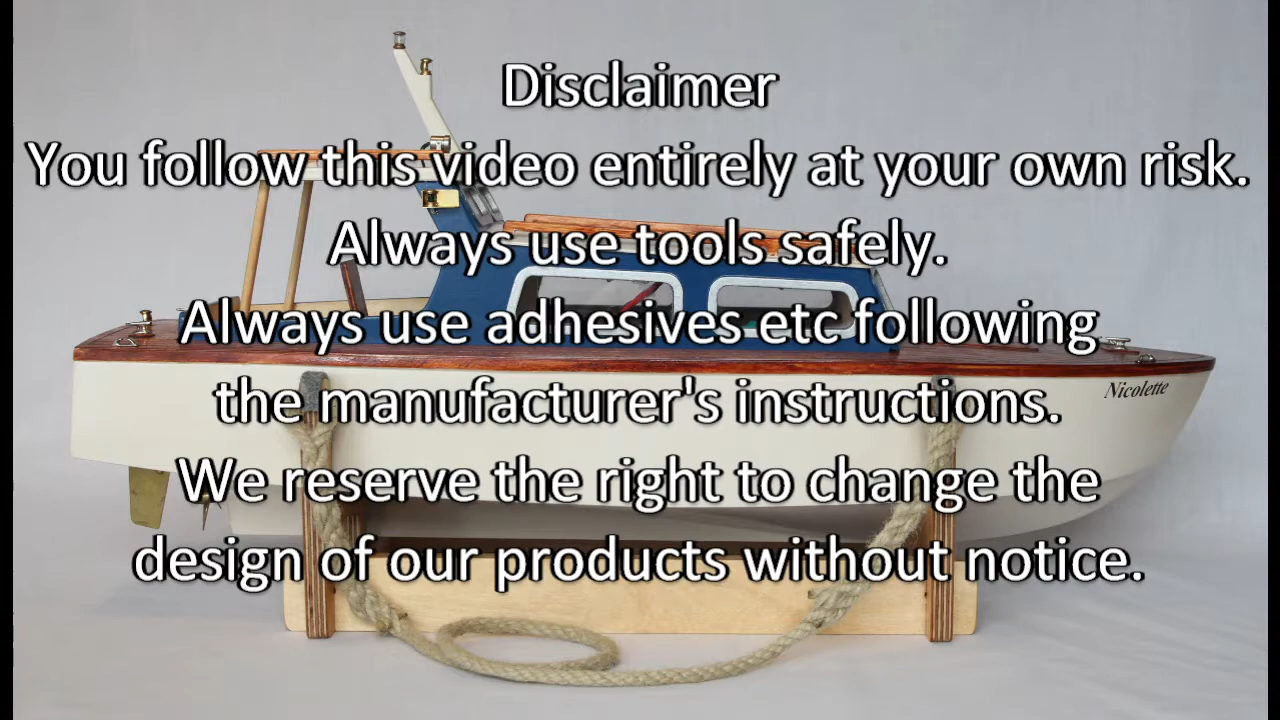 Disclaimer
You follow this video entirely at your own risk.
Always use tools safely.
Always use adhesives etc following
the manufacturer's instructions.
We reserve the right to change the
design of our products without notice.
Nicolette